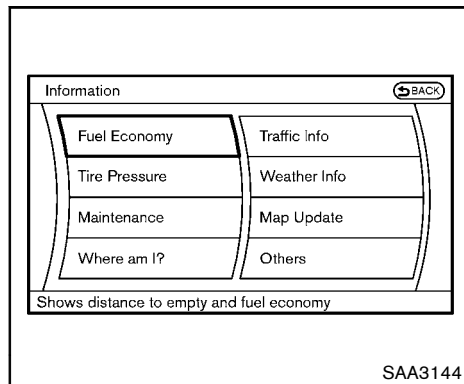 Information
BACK
Fuel Economy
Traffic Info
Tire Pressure
Weather Info
Maintenance
Map Update
Where am I?
Others
Shows distance to empty and fuel economy
SAA3144